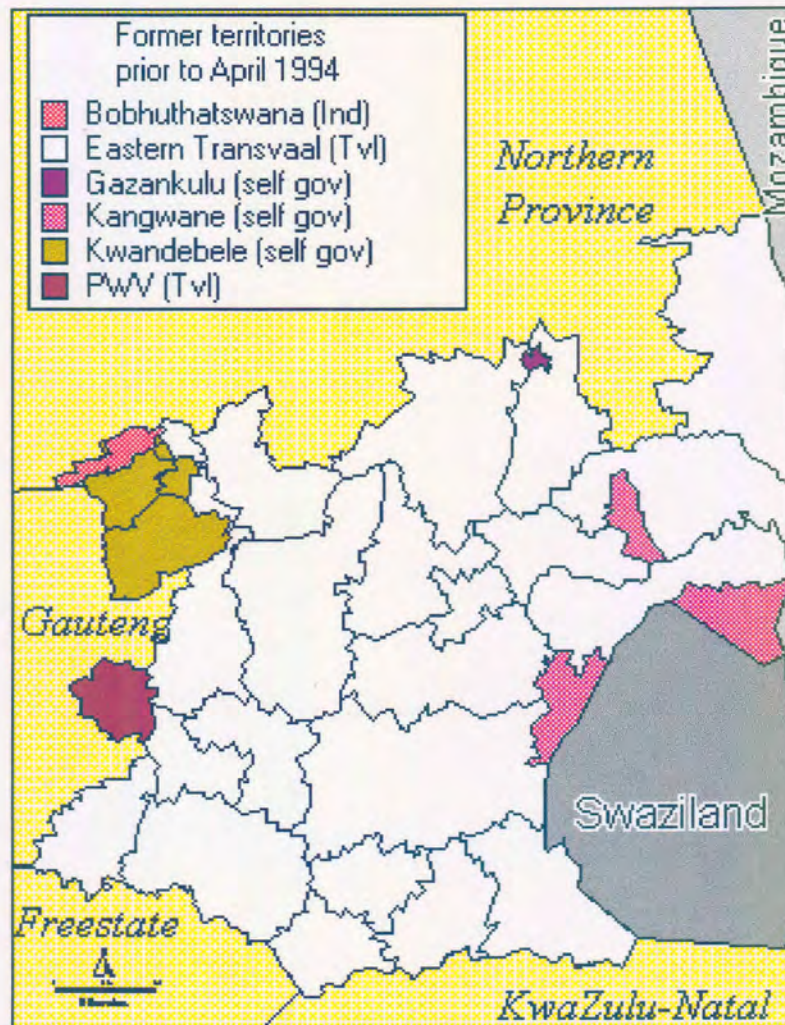 Former territories
prior to April 1994
Bobhuthatswana (Ind)
Eastern Transvaal (Tvl)
Gazankulu (self gov)
Kangwane (self gov)
Kwandebele (self gov)
PWV (Tvl)
Mozambique
Northern
Province
Gauteng
Swaziland
Freestate
KwaZulu-Natal